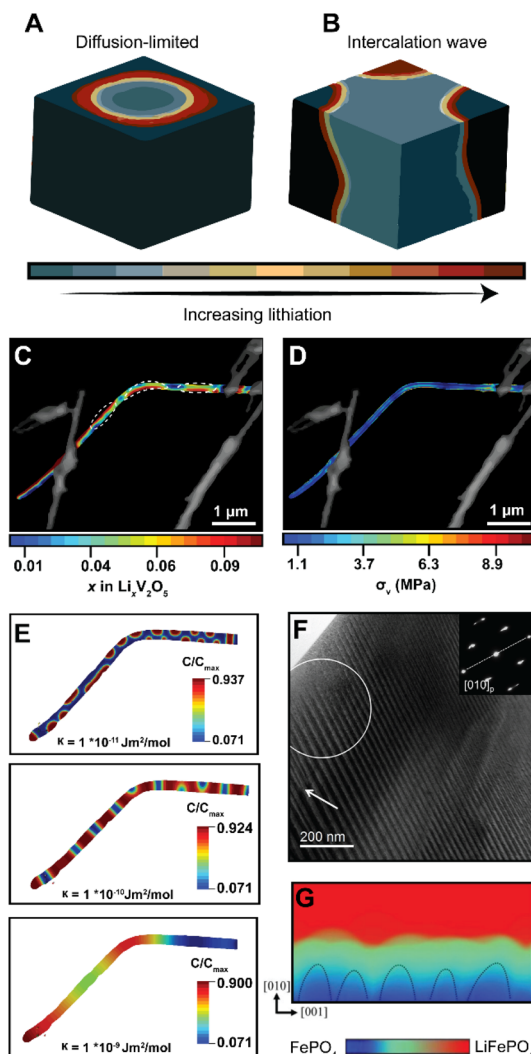 A
Diffusion-limited
B
Intercalation wave
Increasing lithiation
C
1 µm
0.01 0.04 0.06 0.09
x in LiₓV₂O₅
D
1 µm
1.1 3.7 6.3 8.9
σᵥ (MPa)
E
C/Cmax
0.937
0.071
κ = 1 *10⁻¹¹ Jm²/mol
C/Cmax
0.924
0.071
κ = 1 *10⁻¹⁰ Jm²/mol
C/Cmax
0.900
0.071
κ = 1 *10⁻⁹ Jm²/mol
F
[010]p
200 nm
G
[010]
[001]
FePO₄ LiFePO